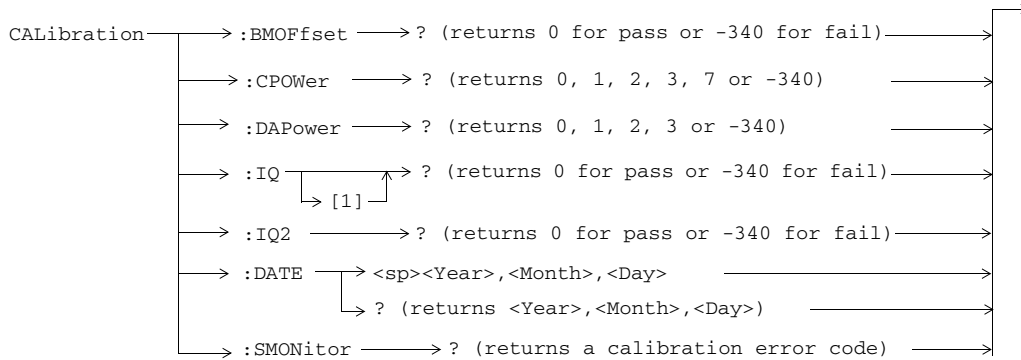 CALibration :BMOFfset ? (returns 0 for pass or -340 for fail)
:CPOWer ? (returns 0, 1, 2, 3, 7 or -340)
:DAPower ? (returns 0, 1, 2, 3 or -340)
:IQ ? (returns 0 for pass or -340 for fail)
[1]
:IQ2 ? (returns 0 for pass or -340 for fail)
:DATE <sp><Year>,<Month>,<Day>
? (returns <Year>,<Month>,<Day>)
:SMONitor ? (returns a calibration error code)